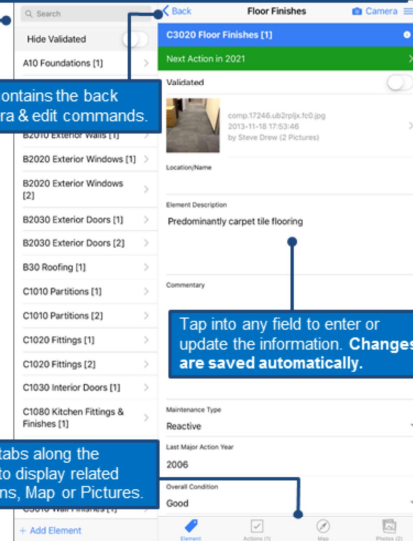 Search
Back
Floor Finishes
Camera
Hide Validated
C3020 Floor Finishes [1]
A10 Foundations [1]
Next Action in 2021
ontains the back
ra & edit commands.
Validated
B2010 Exterior Walls [1]
comp.17246.ub2rpljx.fc0.jpg
2013-11-18 17:53:46
by Steve Drew (2 Pictures)
B2020 Exterior Windows [1]
B2020 Exterior Windows
[2]
Location/Name
B2030 Exterior Doors [1]
Element Description
Predominantly carpet tile flooring
B2030 Exterior Doors [2]
B30 Roofing [1]
C1010 Partitions [1]
Commentary
C1010 Partitions [2]
Tap into any field to enter or
update the information. Changes
are saved automatically.
C1020 Fittings [1]
C1020 Fittings [2]
C1030 Interior Doors [1]
C1080 Kitchen Fittings &
Finishes [1]
Maintenance Type
Reactive
tabs along the
to display related
ns, Map or Pictures.
Last Major Action Year
2006
Overall Condition
Good
C3010 Wall Finishes [1]
+ Add Element
Element
Actions (1)
Map
Photos (2)